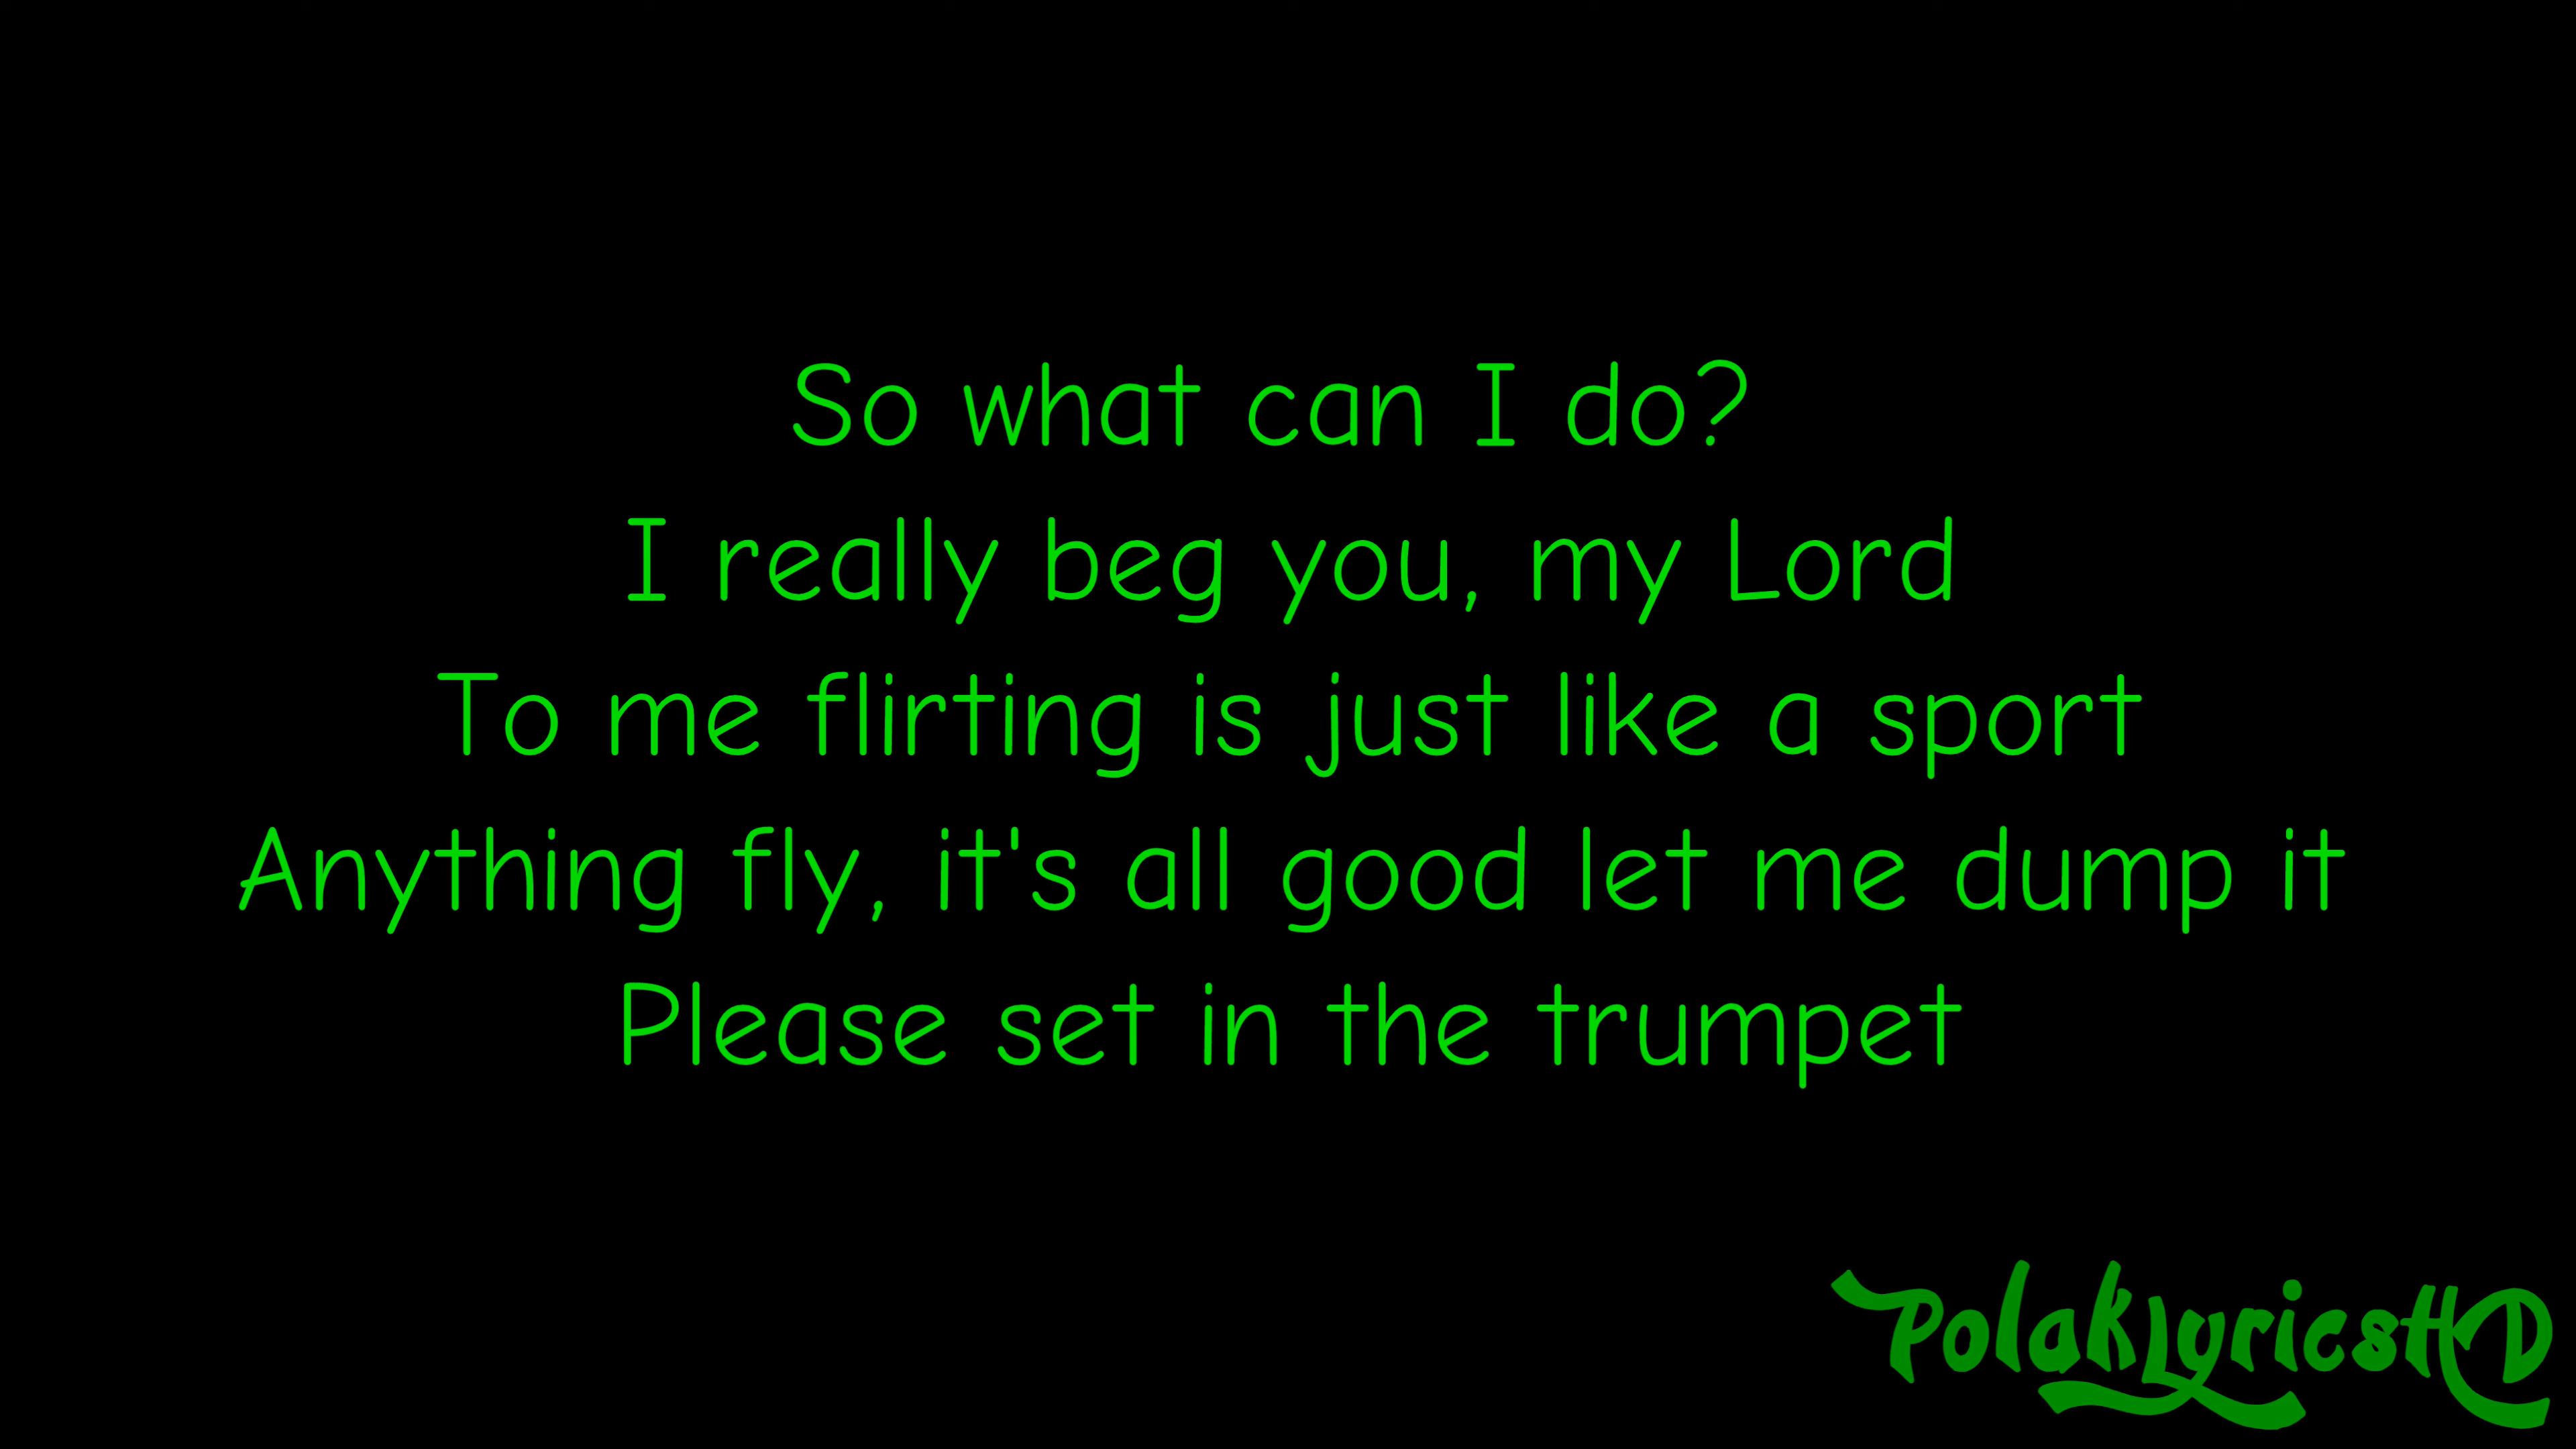 So what can I do?
I really beg you, my Lord
To me flirting is just like a sport
Anything fly, it's all good let me dump it
Please set in the trumpet
PolakLyricsHD